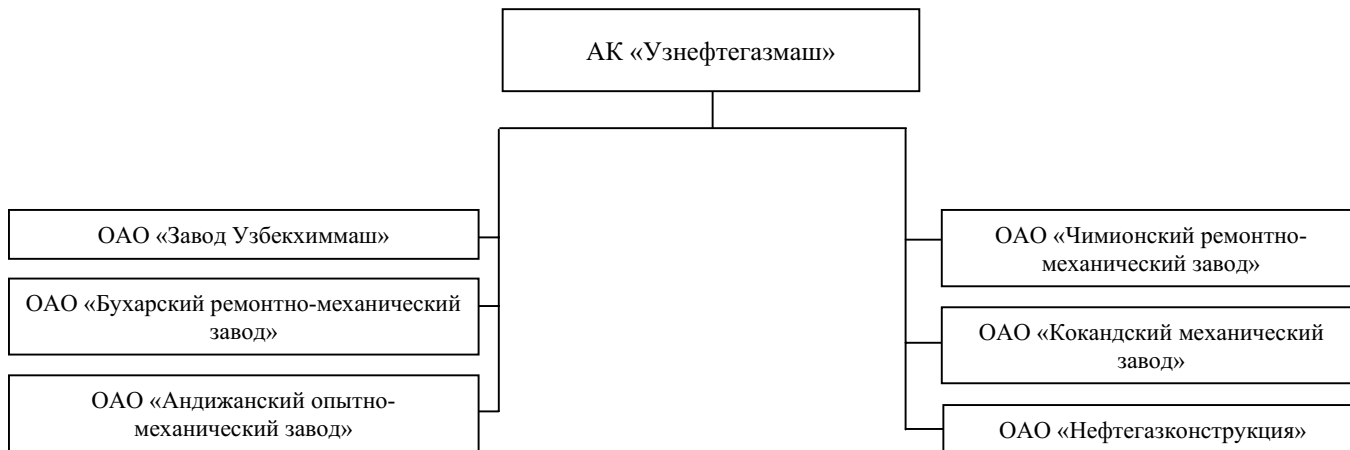 АК «Узнефтегазмаш»
ОАО «Завод Узбекхиммаш»
ОАО «Бухарский ремонтно-механический
завод»
ОАО «Андижанский опытно-
механический завод»
ОАО «Чимионский ремонтно-
механический завод»
ОАО «Кокандский механический
завод»
ОАО «Нефтегазконструкция»